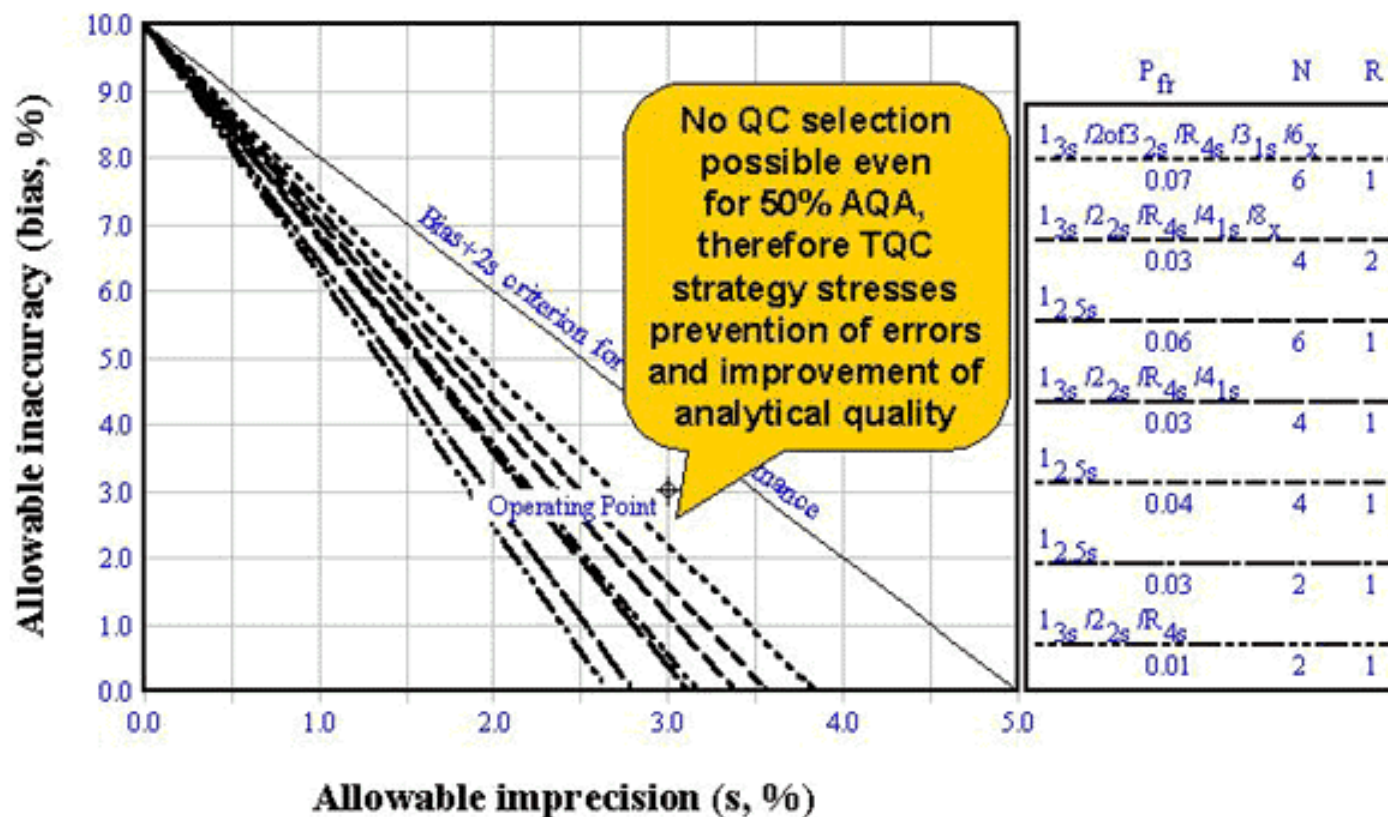 Allowable inaccuracy (bias, %)
10.0
9.0
8.0
7.0
6.0
5.0
4.0
3.0
2.0
1.0
0.0
0.0 1.0 2.0 3.0 4.0 5.0
Allowable imprecision (s, %)
Bias+2s criterion for
mance
Operating Point
No QC selection
possible even
for 50% AQA,
therefore TQC
strategy stresses
prevention of errors
and improvement of
analytical quality
Pfr N R
13s/2of32s/R4s/31s/6x
0.07 6 1
13s/22s/R4s/41s/8x
0.03 4 2
12.5s
0.06 6 1
13s/22s/R4s/41s
0.03 4 1
12.5s
0.04 4 1
12.5s
0.03 2 1
13s/22s/R4s
0.01 2 1